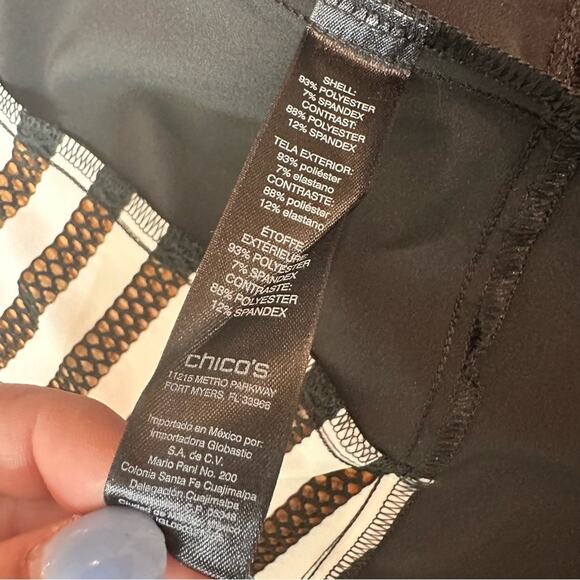 SHELL:
93% POLYESTER
7% SPANDEX
CONTRAST:
88% POLYESTER
12% SPANDEX
TELA EXTERIOR:
93% poliéster
7% elastano
CONTRASTE:
88% poliéster
12% elastano
ÉTOFFE
EXTÉRIEURE:
93% POLYESTER
7% SPANDEX
CONTRASTE:
88% POLYESTER
12% SPANDEX
chico's
11215 METRO PARKWAY
FORT MYERS, FL 33966
Importado en México por:
Importadora Globastic
S.A. de C.V.
Mario Pani No. 200
Colonia Santa Fe Cuajimalpa
Delegación Cuajimalpa
C.P. 05348
Ciudad de